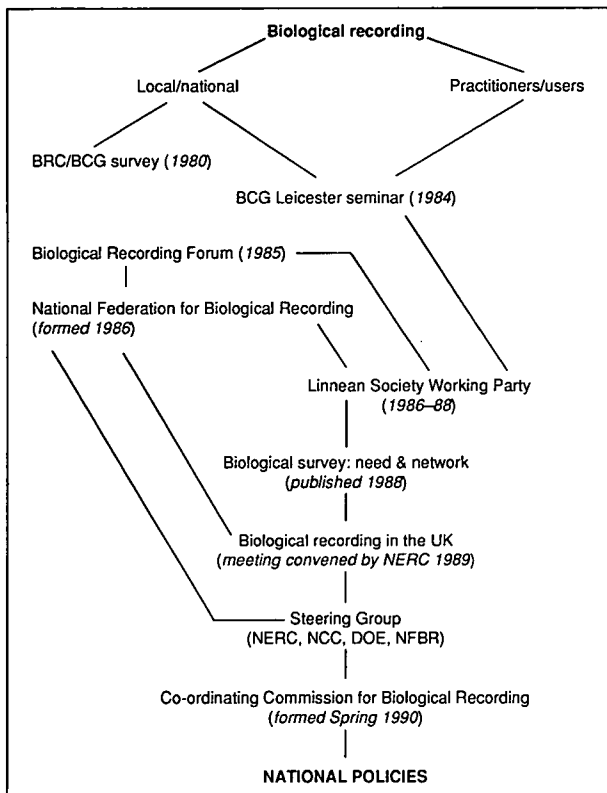 Biological recording
Local/national
Practitioners/users
BRC/BCG survey (1980)
BCG Leicester seminar (1984)
Biological Recording Forum (1985)
National Federation for Biological Recording
(formed 1986)
Linnean Society Working Party
(1986–88)
Biological survey: need & network
(published 1988)
Biological recording in the UK
(meeting convened by NERC 1989)
Steering Group
(NERC, NCC, DOE, NFBR)
Co-ordinating Commission for Biological Recording
(formed Spring 1990)
NATIONAL POLICIES